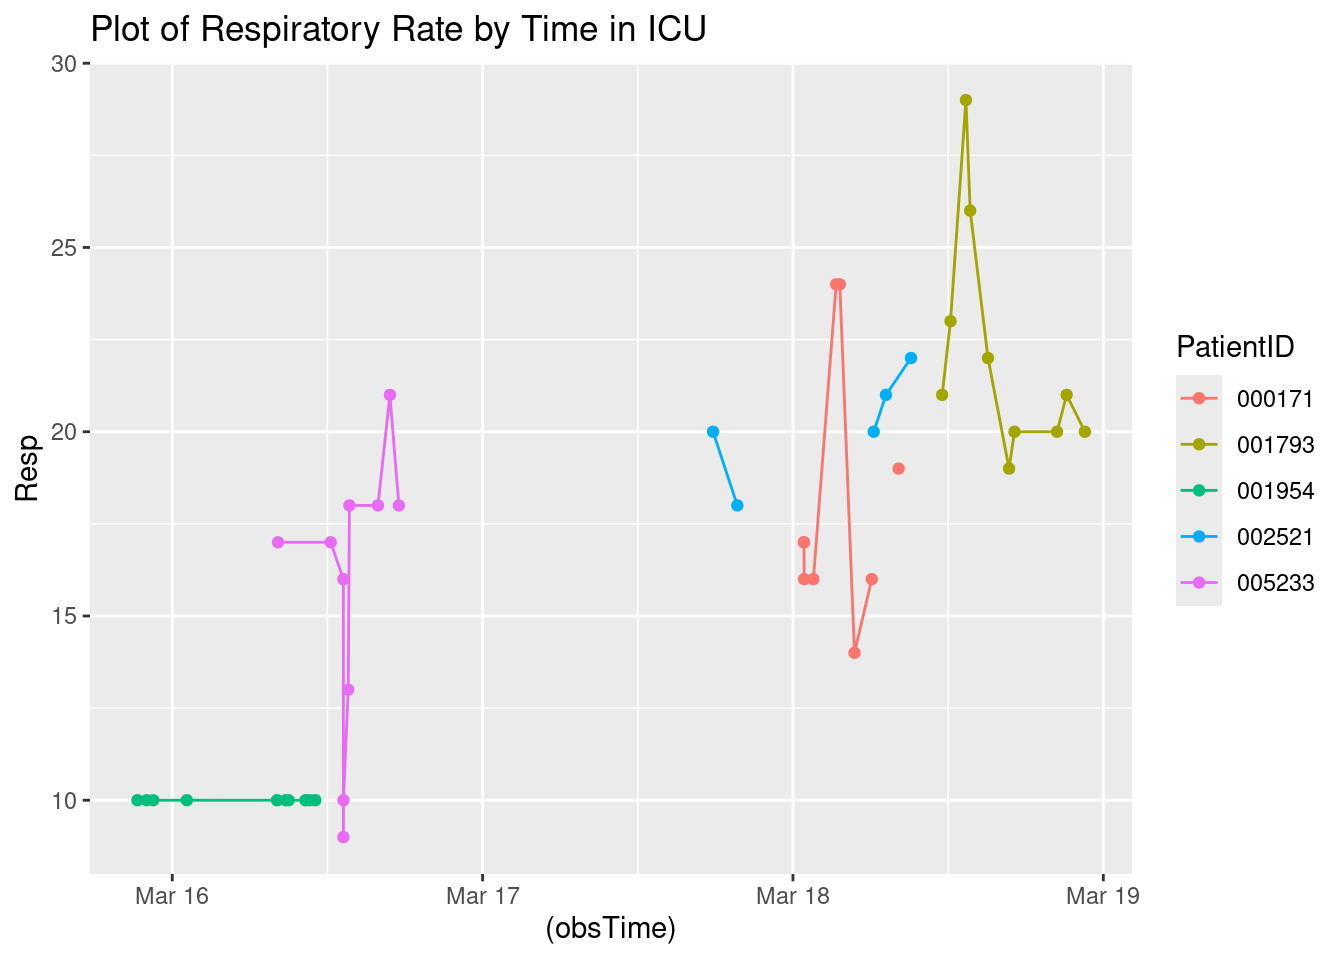 Plot of Respiratory Rate by Time in ICU
30
25
20
15
10
Resp
Mar 16
Mar 17
Mar 18
Mar 19
(obsTime)
PatientID
000171
001793
001954
002521
005233